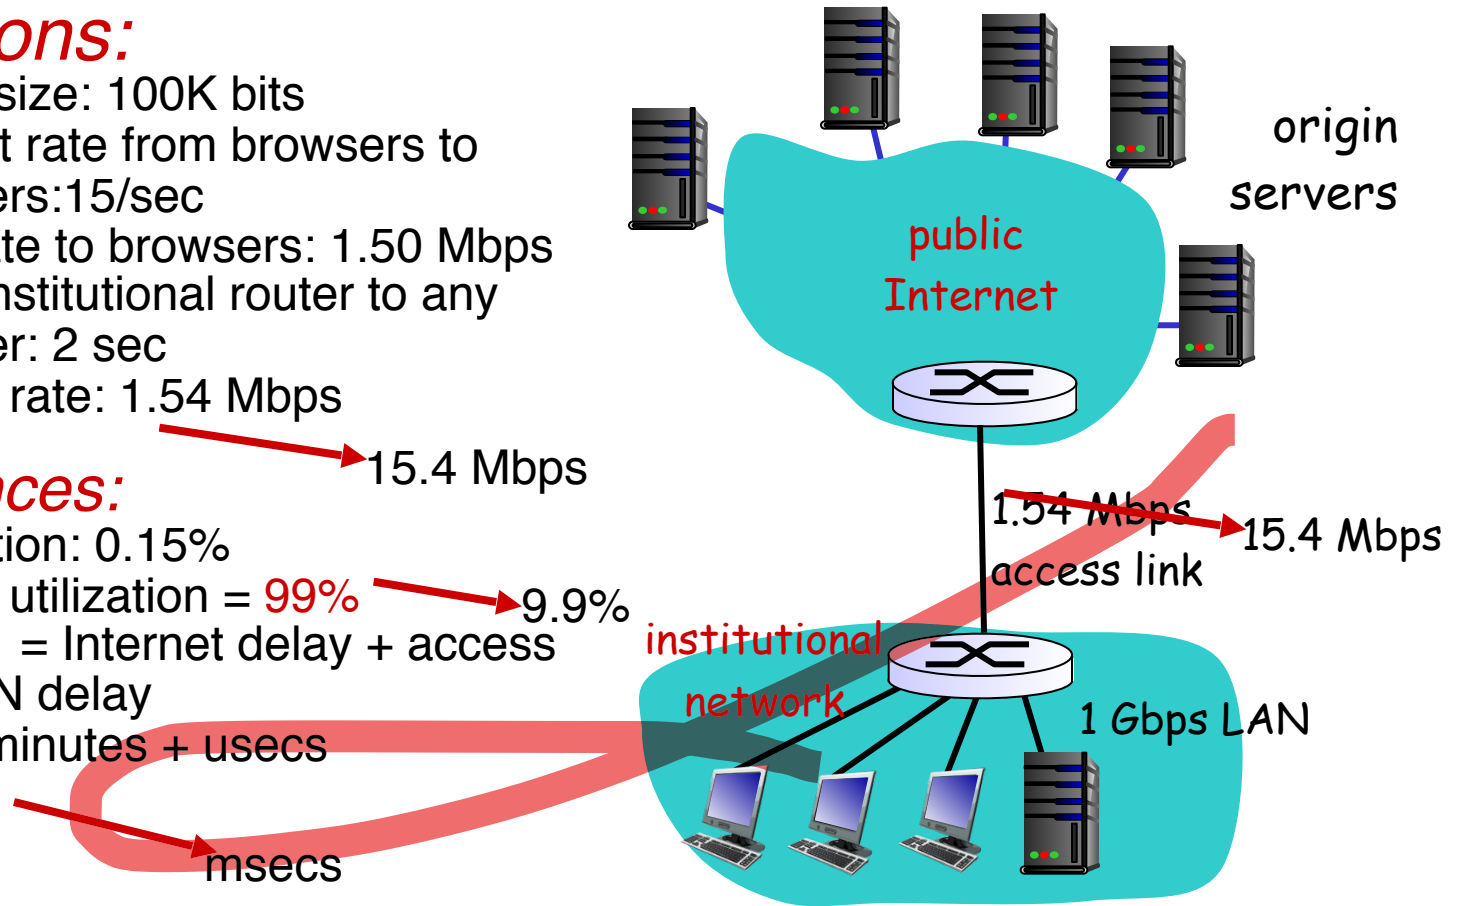 ons:
size: 100K bits
t rate from browsers to
ers:15/sec
te to browsers: 1.50 Mbps
nstitutional router to any
er: 2 sec
rate: 1.54 Mbps
15.4 Mbps
nces:
tion: 0.15%
utilization = 99%
9.9%
= Internet delay + access
N delay
minutes + usecs
msecs
origin
servers
public
Internet
1.54 Mbps
15.4 Mbps
access link
institutional
network
1 Gbps LAN